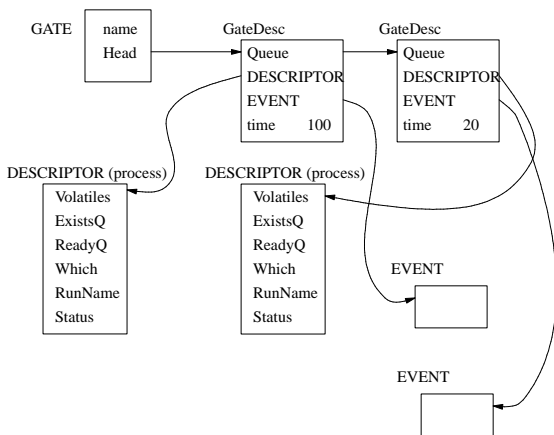 GATE
name
Head
GateDesc
Queue
DESCRIPTOR
EVENT
time 100
GateDesc
Queue
DESCRIPTOR
EVENT
time 20
DESCRIPTOR (process)
Volatiles
ExistsQ
ReadyQ
Which
RunName
Status
DESCRIPTOR (process)
Volatiles
ExistsQ
ReadyQ
Which
RunName
Status
EVENT
EVENT